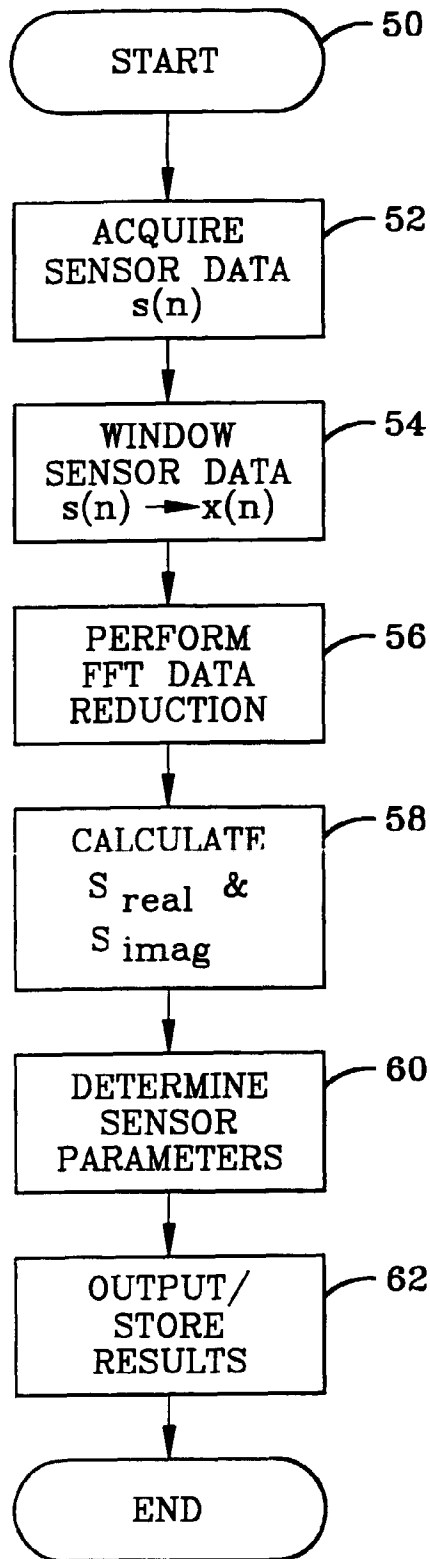 START
50
ACQUIRE
SENSOR DATA
s(n)
52
WINDOW
SENSOR DATA
s(n) → x(n)
54
PERFORM
FFT DATA
REDUCTION
56
CALCULATE
S real &
S imag
58
DETERMINE
SENSOR
PARAMETERS
60
OUTPUT/
STORE
RESULTS
62
END